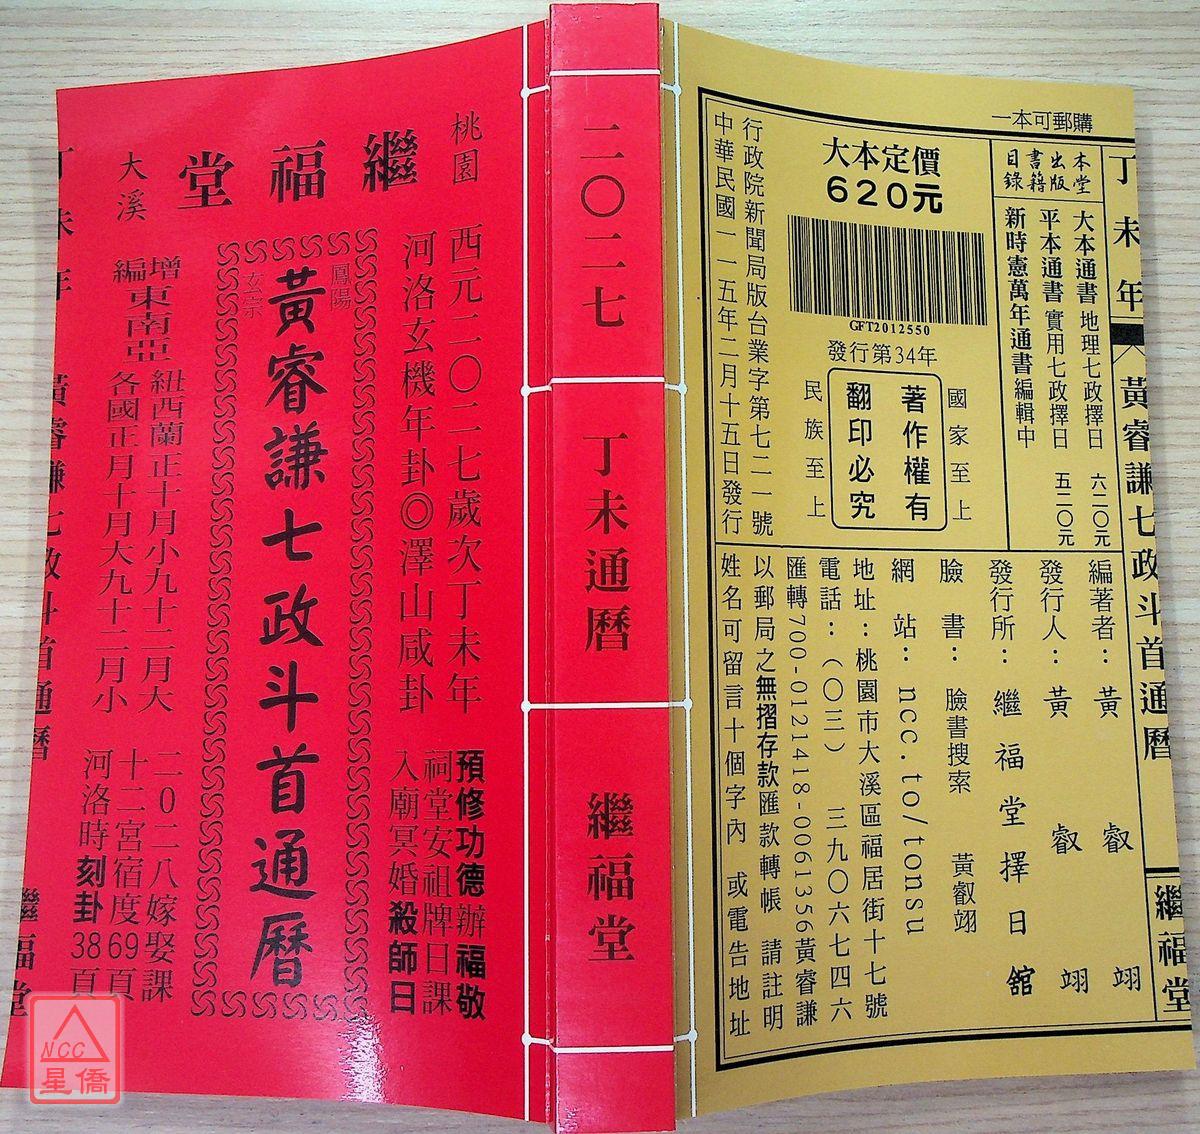 桃園
大溪
繼福堂
西元二〇二七歲次丁未年
河洛玄機年卦◎澤山咸卦
預修功德辦福敬
祠堂安祖牌日課
入廟冥婚殺師日
鳳陽
玄宗
黃睿謙七政斗首通曆
增編東南亞
紐西蘭正十月小九十二月大
各國正月十月大九十二月小
二0二八嫁娶課
十二宮宿度69頁
河洛時刻卦38頁
丁未年 黃睿謙七政斗首通曆 繼福堂
二〇二七 丁未通曆 繼福堂
一本可郵購
丁未年 黃睿謙七政斗首通曆 繼福堂
本堂出版書籍目錄
大本通書 地理七政擇日 六二〇元
平本通書 實用七政擇日 五二〇元
新時憲萬年通書編輯中
大本定價
620元
GFT2012550
發行第34年
國家至上
著作權有
翻印必究
民族至上
行政院新聞局版台業字第七二一號
中華民國一一五年二月十五日發行
編著者：黃叡翊
發行人：黃叡翊
發行所：繼福堂擇日舘
臉書：臉書搜索 黃叡翊
網站：ncc.to/tonsu
地址：桃園市大溪區福居街十七號
電話：（〇三）三九〇六七四六
匯轉700-0121418-0061356黃睿謙
以郵局之無摺存款匯款轉帳 請註明
姓名可留言十個字內 或電告地址
NCC
星僑